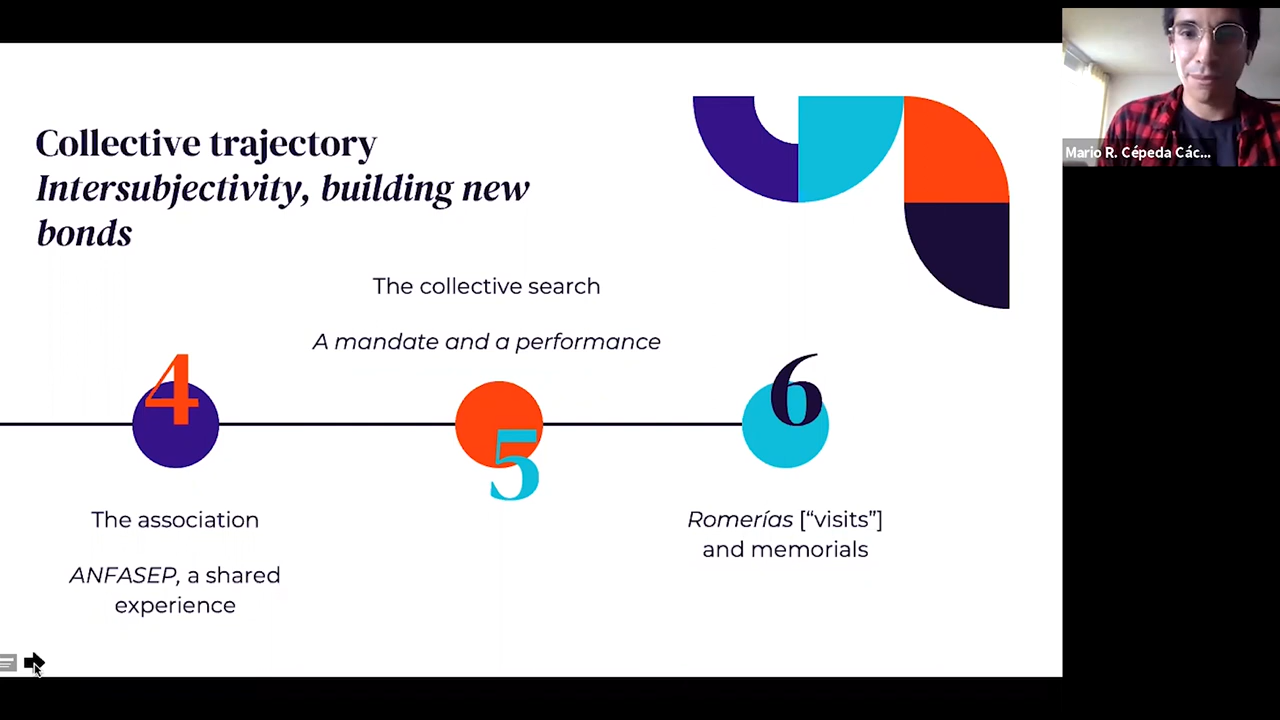 Collective trajectory
Intersubjectivity, building new
bonds
The collective search
A mandate and a performance
4
5
6
The association
ANFASEP, a shared
experience
Romerías [“visits”]
and memorials
Mario R. Cépeda Các...